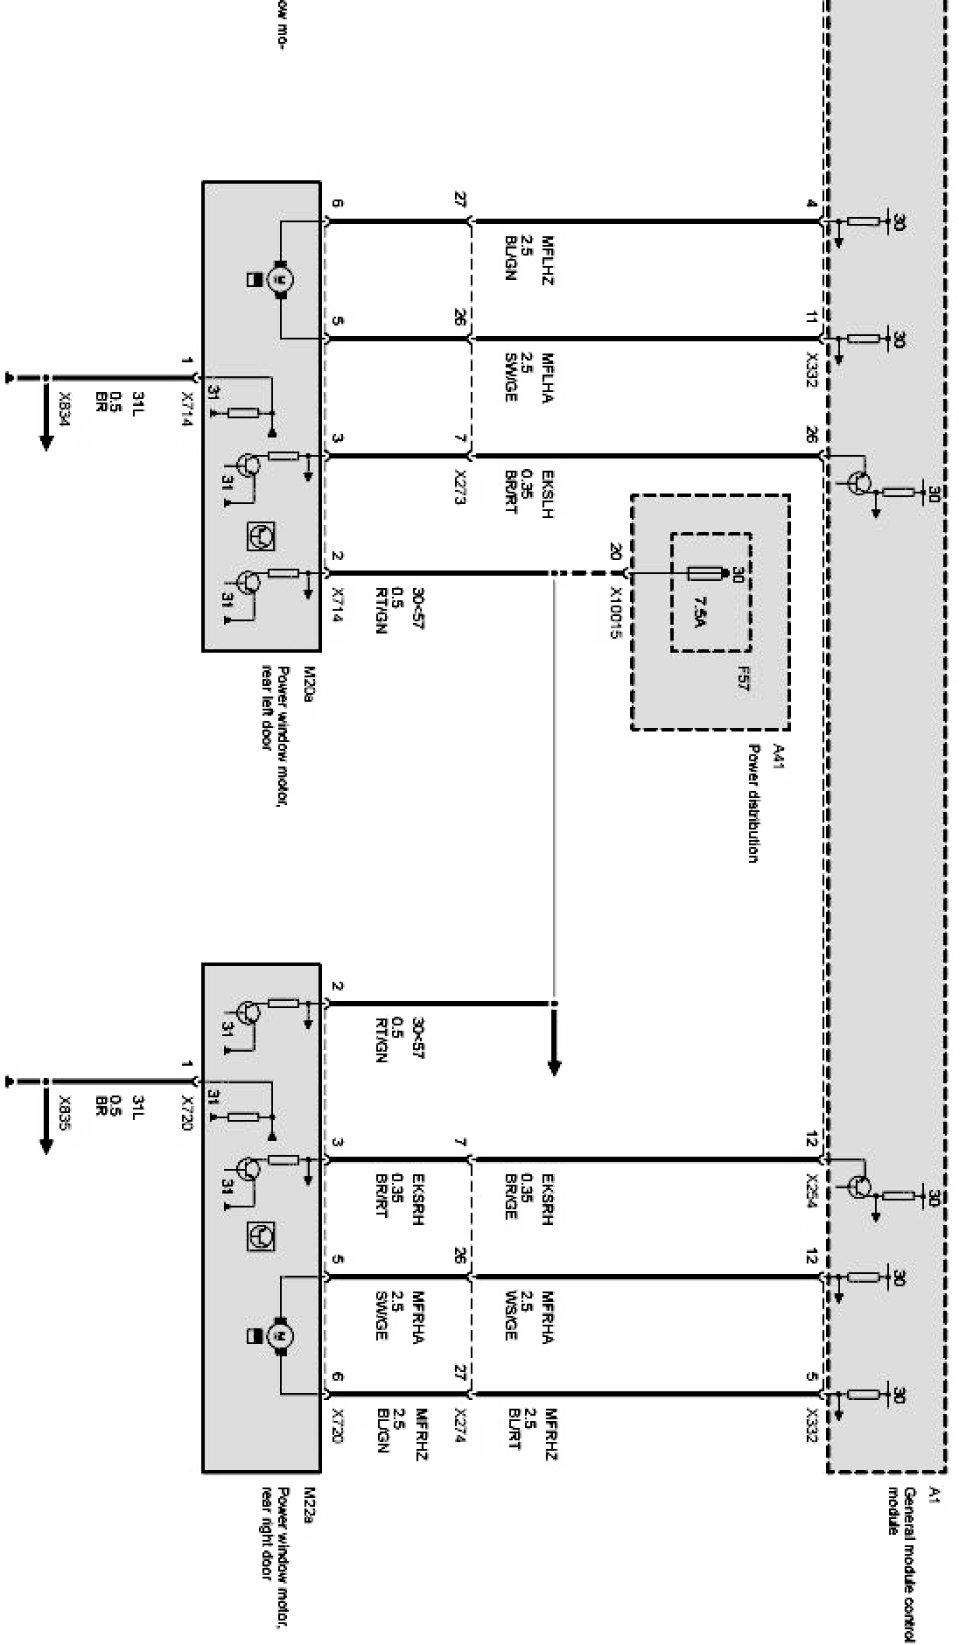 30
30
30
30
30
30
A1
General module control
module
4
11
X332
26
12
X254
12
5
X332
A41
Power distribution
F57
30
7.5A
20
X10015
MFLHZ
2.5
BL/GN
MFLHA
2.5
SW/GE
EKSLH
0.35
BR/RT
EKSRH
0.35
BR/GE
MFRHA
2.5
WS/GE
MFRHZ
2.5
BL/RT
27
26
7
X273
7
26
27
X274
30<57
0.5
RT/GN
30<57
0.5
RT/GN
EKSRH
0.35
BR/RT
MFRHA
2.5
SW/GE
MFRHZ
2.5
BL/GN
6
5
3
2
X714
2
3
5
6
X720
M20a
Power window motor,
rear left door
M22a
Power window motor,
rear right door
ow mo-
M
31
31
31
31
31
31
M
1
X714
1
X720
31L
0.5
BR
31L
0.5
BR
X834
X835